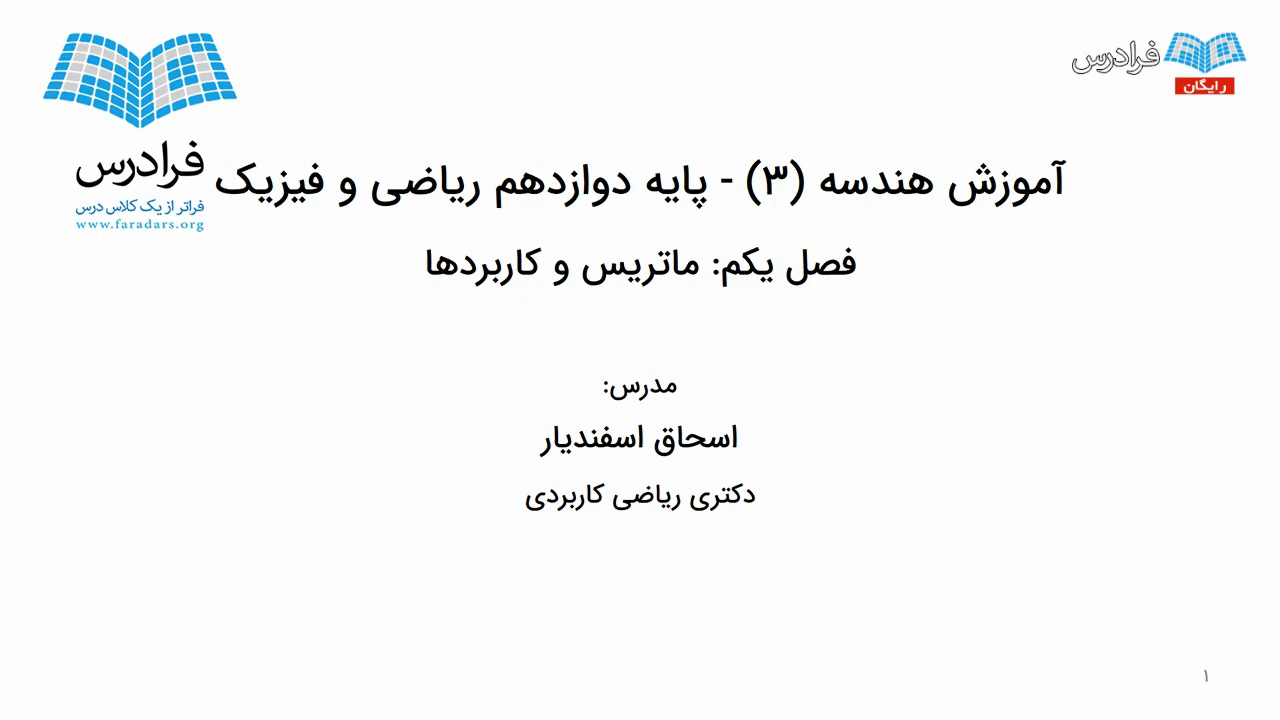 فرادرس
رایگان
فرادرس
فراتر از یک کلاس درس
www.faradars.org
آموزش هندسه (۳) - پایه دوازدهم ریاضی و فیزیک
فصل یکم: ماتریس و کاربردها
مدرس:
اسحاق اسفندیار
دکتری ریاضی کاربردی
۱